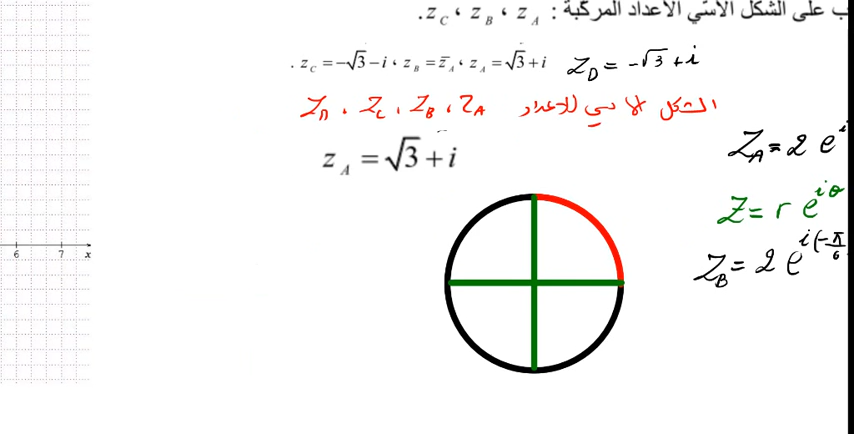 ب على الشكل الأسي الأعداد المركبة : z_A ، z_B ، z_C .
z_A = √3 + i ، z_B = z̄_A ، z_C = −√3 − i .
Z_D = −√3 + i
الشكل الاسي للاعداد Z_A ، Z_B ، Z_C ، Z_D
z_A = √3 + i
Z_A = 2 e^i
Z = r e^iθ
Z_B = 2 e^i(−π/6
6 7 x